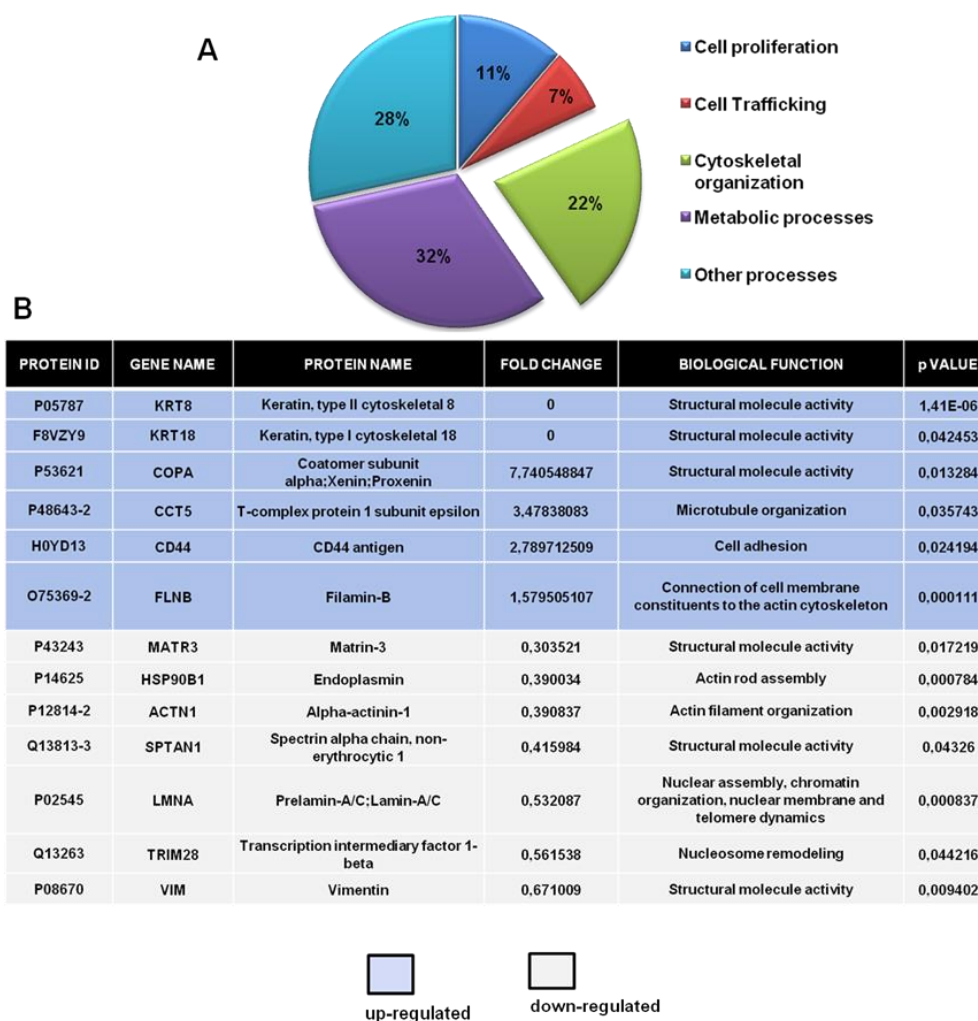 A
11%
7%
22%
32%
28%
Cell proliferation
Cell Trafficking
Cytoskeletal
organization
Metabolic processes
Other processes
B
PROTEIN ID GENE NAME PROTEIN NAME FOLD CHANGE BIOLOGICAL FUNCTION p VALUE
P05787 KRT8 Keratin, type II cytoskeletal 8 0 Structural molecule activity 1,41E-06
F8VZY9 KRT18 Keratin, type I cytoskeletal 18 0 Structural molecule activity 0,042453
P53621 COPA Coatomer subunit
alpha;Xenin;Proxenin 7,740548847 Structural molecule activity 0,013284
P48643-2 CCT5 T-complex protein 1 subunit epsilon 3,47838083 Microtubule organization 0,035743
H0YD13 CD44 CD44 antigen 2,789712509 Cell adhesion 0,024194
O75369-2 FLNB Filamin-B 1,579505107 Connection of cell membrane
constituents to the actin cytoskeleton 0,000111
P43243 MATR3 Matrin-3 0,303521 Structural molecule activity 0,017219
P14625 HSP90B1 Endoplasmin 0,390034 Actin rod assembly 0,000784
P12814-2 ACTN1 Alpha-actinin-1 0,390837 Actin filament organization 0,002918
Q13813-3 SPTAN1 Spectrin alpha chain, non-
erythrocytic 1 0,415984 Structural molecule activity 0,04326
P02545 LMNA Prelamin-A/C;Lamin-A/C 0,532087 Nuclear assembly, chromatin
organization, nuclear membrane and
telomere dynamics 0,000837
Q13263 TRIM28 Transcription intermediary factor 1-
beta 0,561538 Nucleosome remodeling 0,044216
P08670 VIM Vimentin 0,671009 Structural molecule activity 0,009402
up-regulated
down-regulated